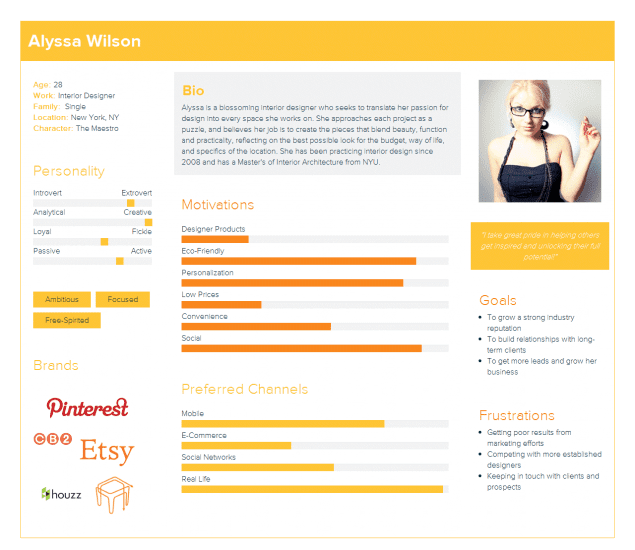 Alyssa Wilson
Age: 28
Work: Interior Designer
Family: Single
Location: New York, NY
Character: The Maestro
Personality
Introvert Extrovert
Analytical Creative
Loyal Fickle
Passive Active
Ambitious Focused
Free-Spirited
Brands
Pinterest
CB2 Etsy
houzz
Bio
Alyssa is a blossoming interior designer who seeks to translate her passion for
design into every space she works on. She approaches each project as a
puzzle, and believes her job is to create the pieces that blend beauty, function
and practicality, reflecting on the best possible look for the budget, way of life,
and specifics of the location. She has been practicing interior design since
2008 and has a Master's of Interior Architecture from NYU.
Motivations
Designer Products
Eco-Friendly
Personalization
Low Prices
Convenience
Social
Preferred Channels
Mobile
E-Commerce
Social Networks
Real Life
"I take great pride in helping others
get inspired and unlocking their full
potential!"
Goals
To grow a strong industry
reputation
To build relationships with long-
term clients
To get more leads and grow her
business
Frustrations
Getting poor results from
marketing efforts
Competing with more established
designers
Keeping in touch with clients and
prospects